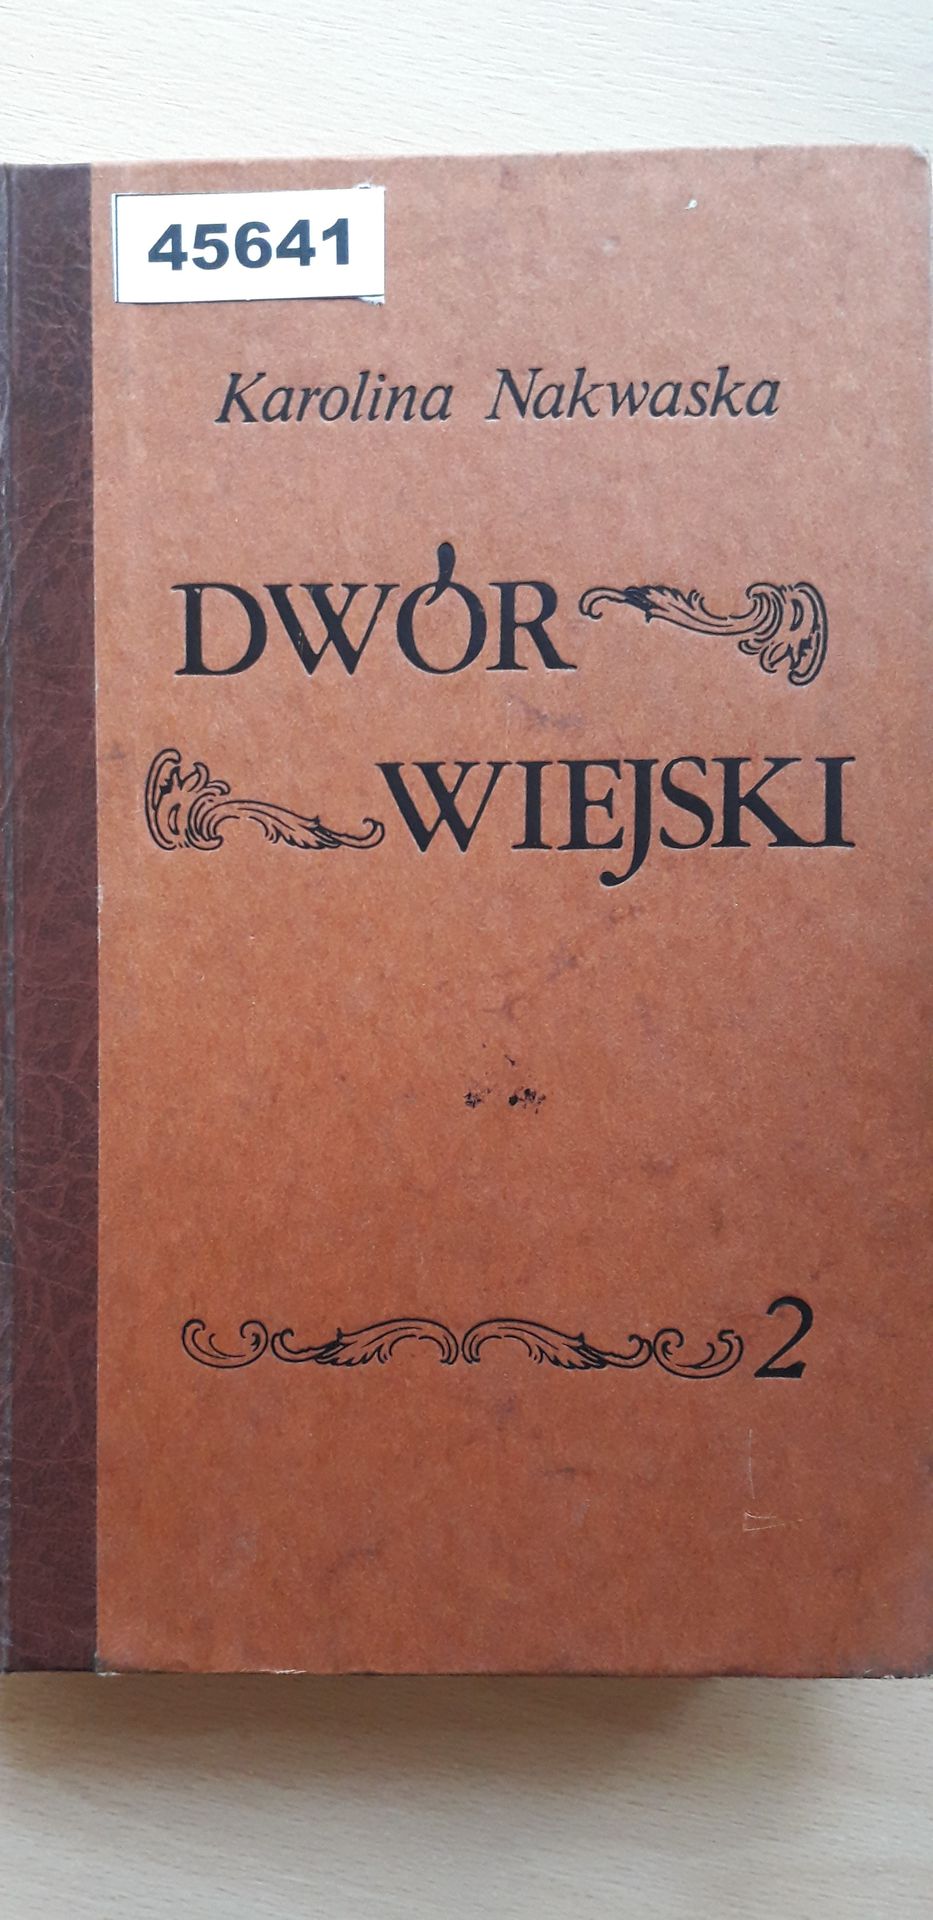 45641
Karolina Nakwaska
DWÓR
WIEJSKI
2